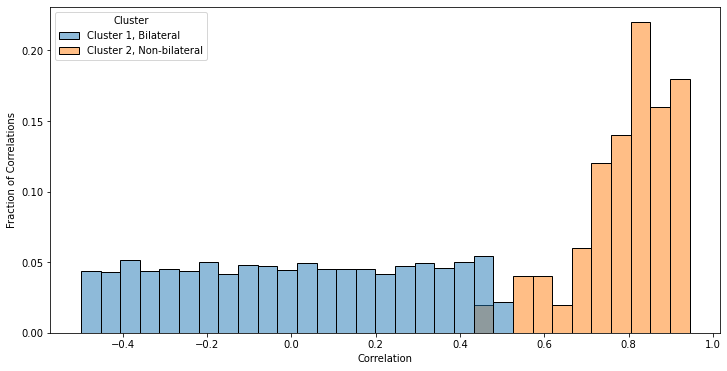 Cluster
Cluster 1, Bilateral
Cluster 2, Non-bilateral
Fraction of Correlations
0.20
0.15
0.10
0.05
0.00
−0.4 −0.2 0.0 0.2 0.4 0.6 0.8 1.0
Correlation